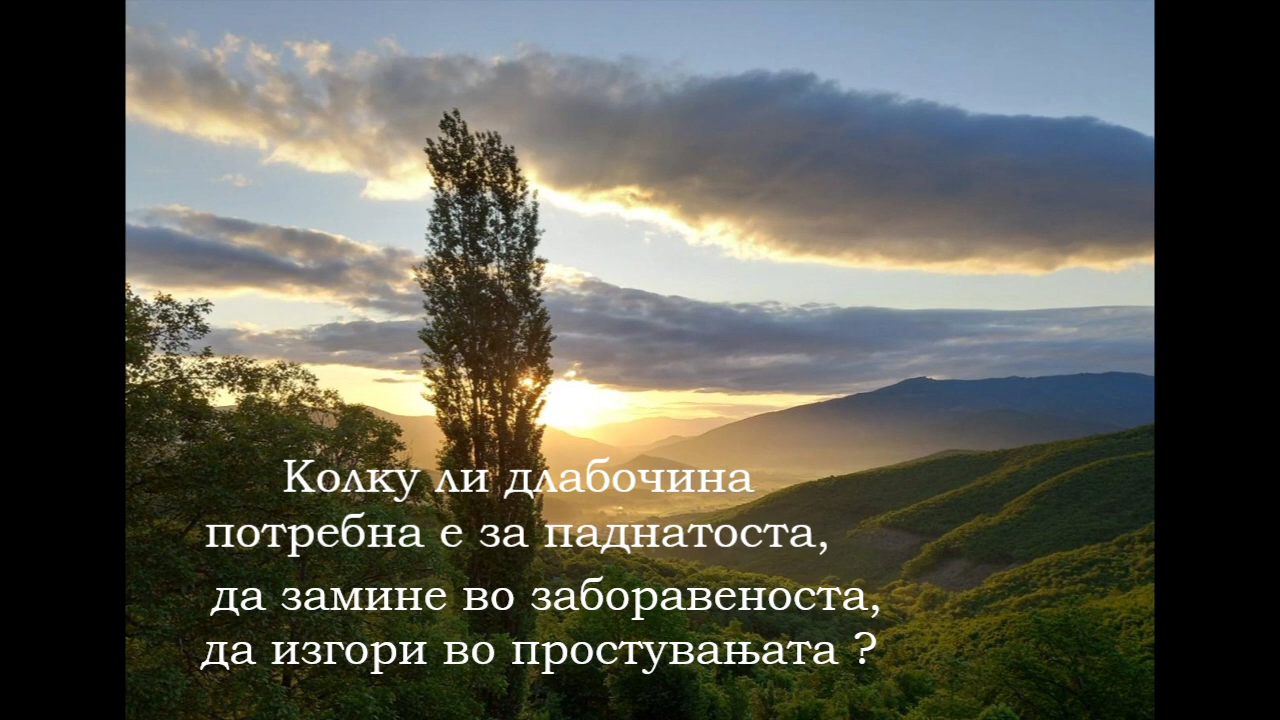 Колку ли длабочина
потребна е за паднатоста,
да замине во заборавеноста,
да изгори во простувањата ?